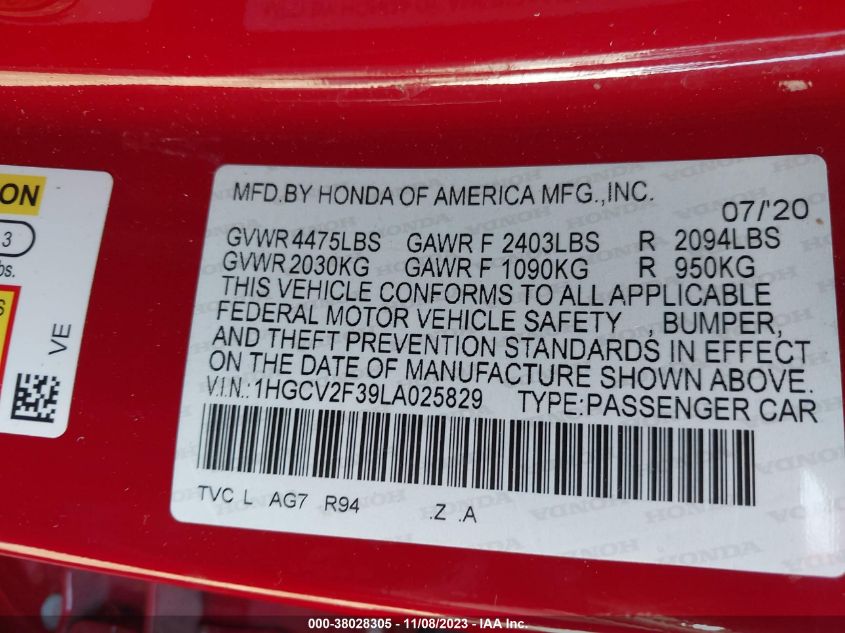 ON
3
bs.
S
VE
MFD.BY HONDA OF AMERICA MFG.,INC.
07/'20
GVWR 4475LBS GAWR F 2403LBS R 2094LBS
GVWR 2030KG GAWR F 1090KG R 950KG
THIS VEHICLE CONFORMS TO ALL APPLICABLE
FEDERAL MOTOR VEHICLE SAFETY , BUMPER,
AND THEFT PREVENTION STANDARDS IN EFFECT
ON THE DATE OF MANUFACTURE SHOWN ABOVE.
V.I.N.:1HGCV2F39LA025829 TYPE:PASSENGER CAR
TVC L AG7 R94 .Z .A
000-38028305 - 11/08/2023 - IAA Inc.